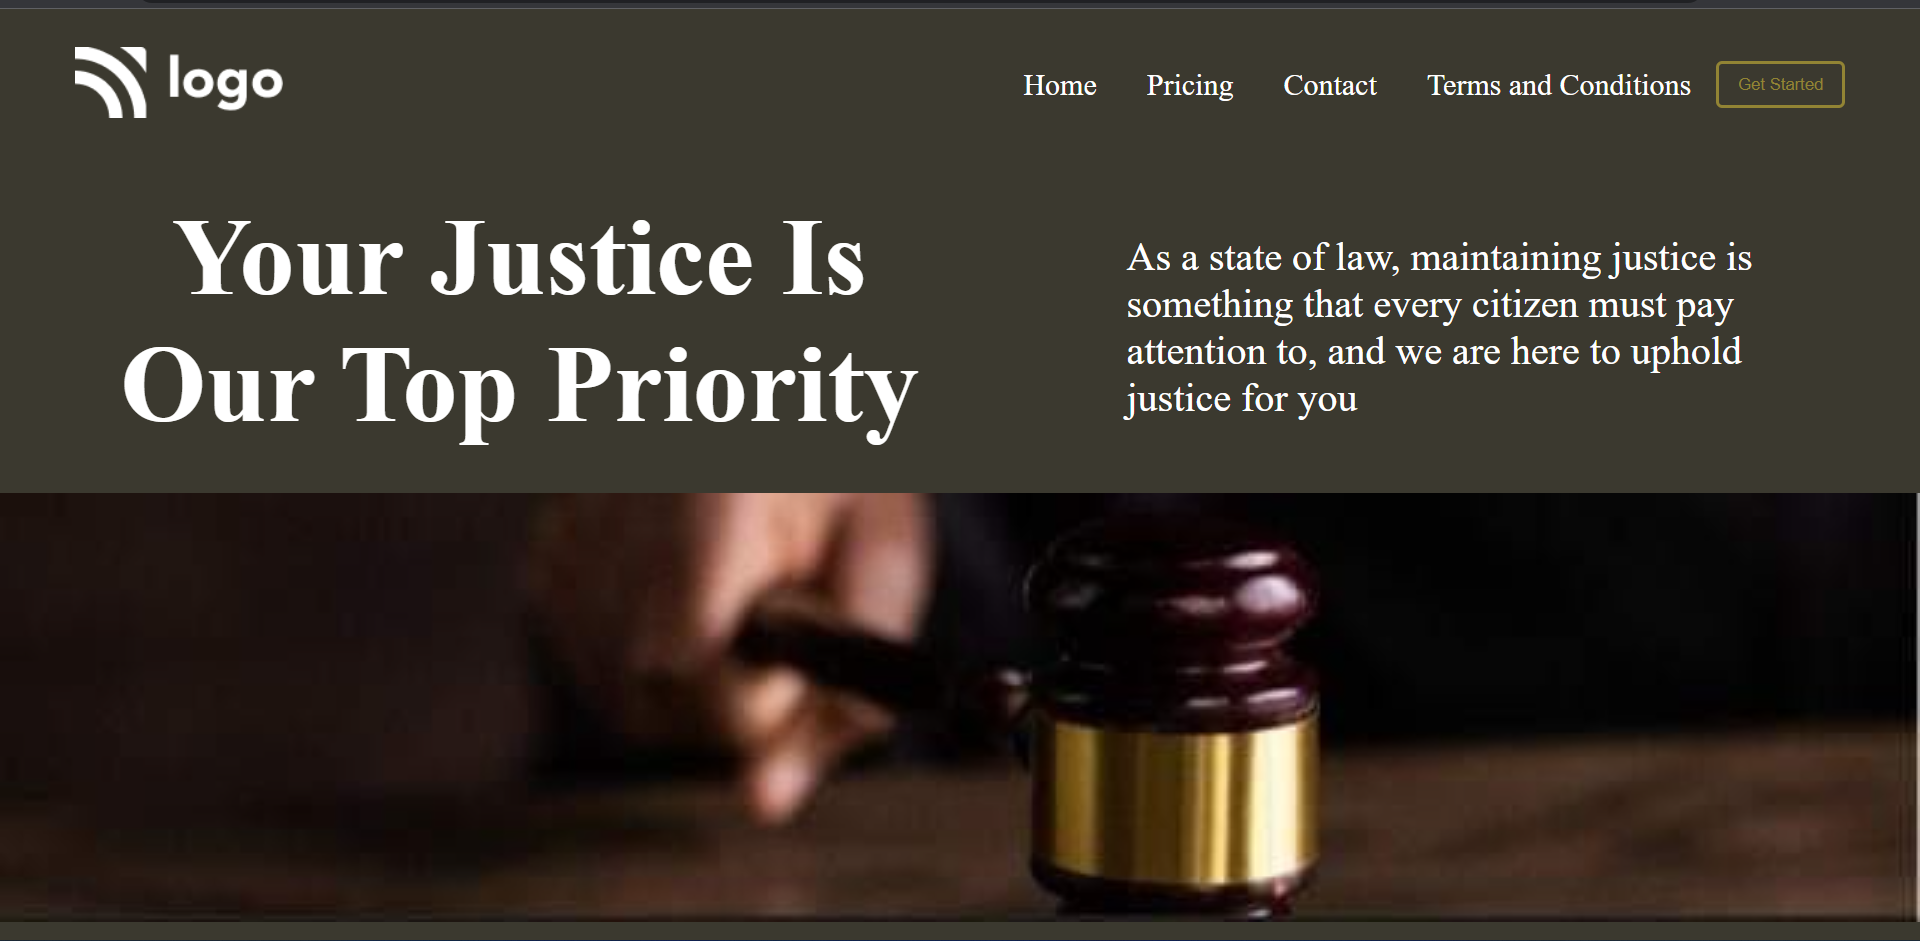 logo
Home Pricing Contact Terms and Conditions Get Started
Your Justice Is
Our Top Priority
As a state of law, maintaining justice is
something that every citizen must pay
attention to, and we are here to uphold
justice for you